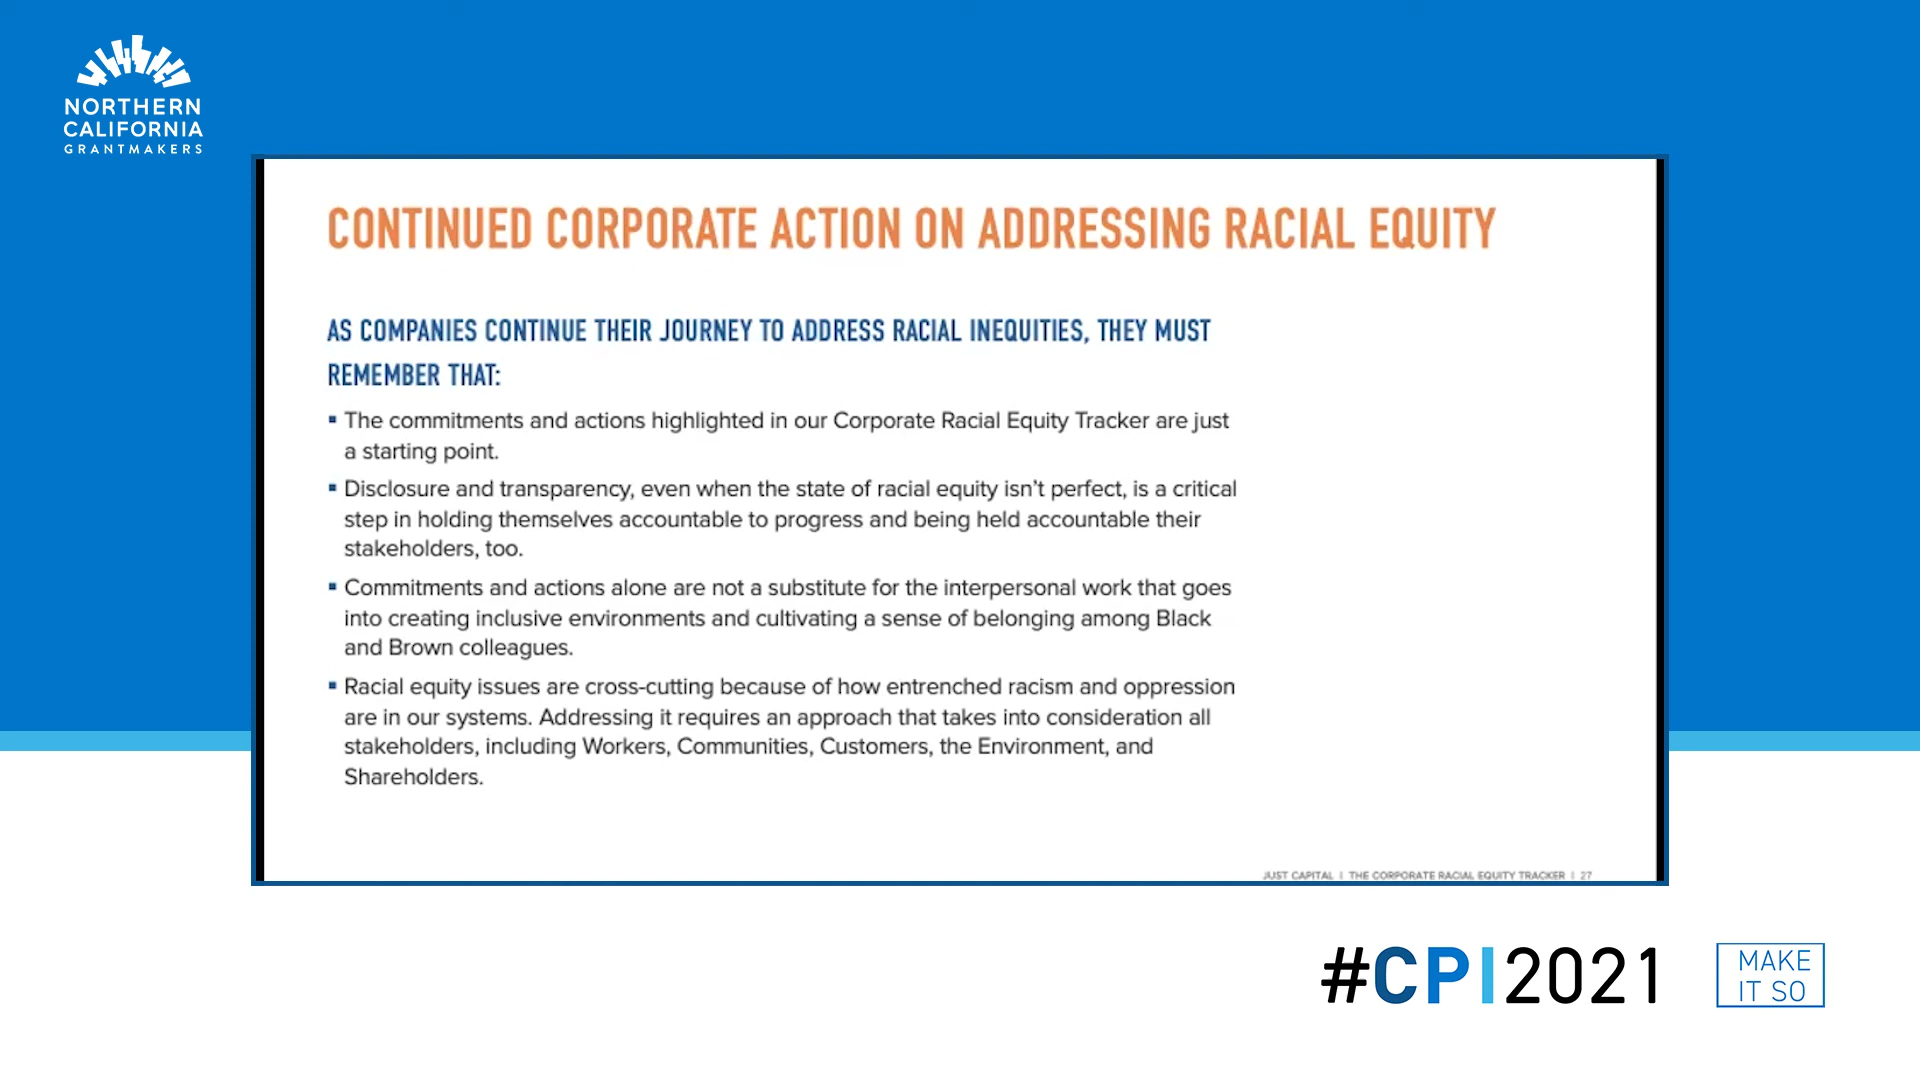 NORTHERN
CALIFORNIA
GRANTMAKERS
CONTINUED CORPORATE ACTION ON ADDRESSING RACIAL EQUITY
AS COMPANIES CONTINUE THEIR JOURNEY TO ADDRESS RACIAL INEQUITIES, THEY MUST
REMEMBER THAT:
▪ The commitments and actions highlighted in our Corporate Racial Equity Tracker are just
a starting point.
▪ Disclosure and transparency, even when the state of racial equity isn't perfect, is a critical
step in holding themselves accountable to progress and being held accountable their
stakeholders, too.
▪ Commitments and actions alone are not a substitute for the interpersonal work that goes
into creating inclusive environments and cultivating a sense of belonging among Black
and Brown colleagues.
▪ Racial equity issues are cross-cutting because of how entrenched racism and oppression
are in our systems. Addressing it requires an approach that takes into consideration all
stakeholders, including Workers, Communities, Customers, the Environment, and
Shareholders.
JUST CAPITAL | THE CORPORATE RACIAL EQUITY TRACKER | 27
#CPI2021
MAKE
IT SO